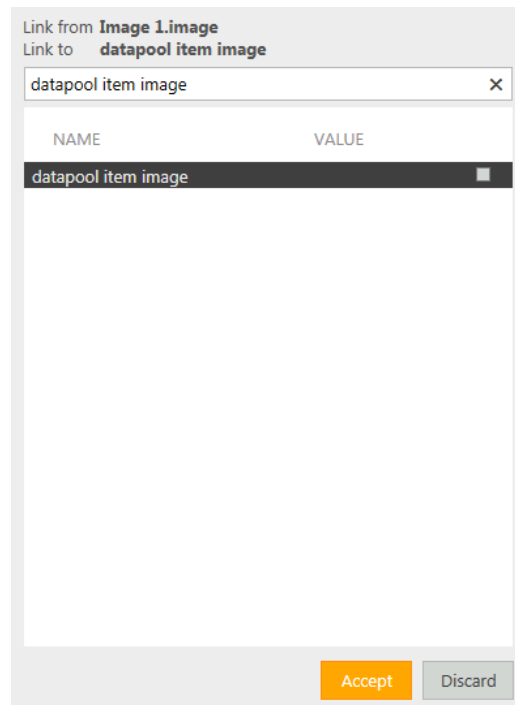 Link from Image 1.image
Link to datapool item image
datapool item image
NAME VALUE
datapool item image
Accept Discard